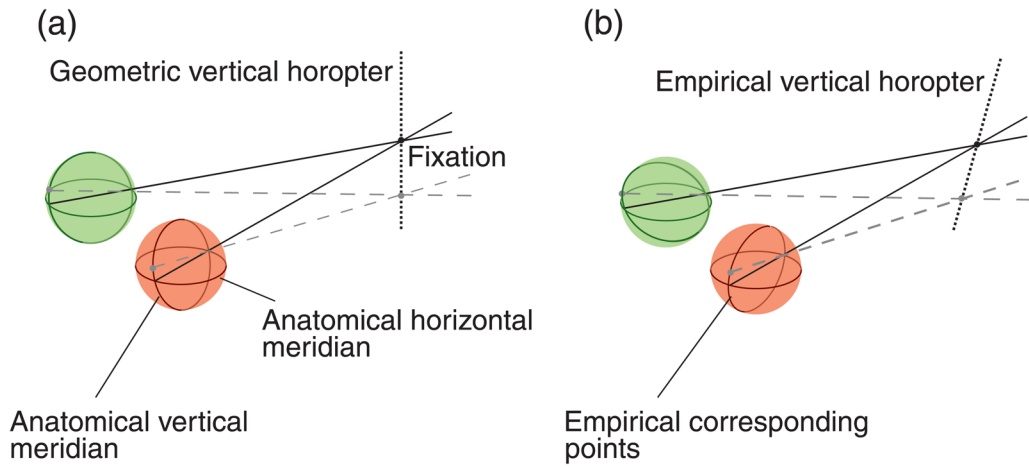 (a)
Geometric vertical horopter
Fixation
Anatomical horizontal
meridian
Anatomical vertical
meridian
(b)
Empirical vertical horopter
Empirical corresponding
points